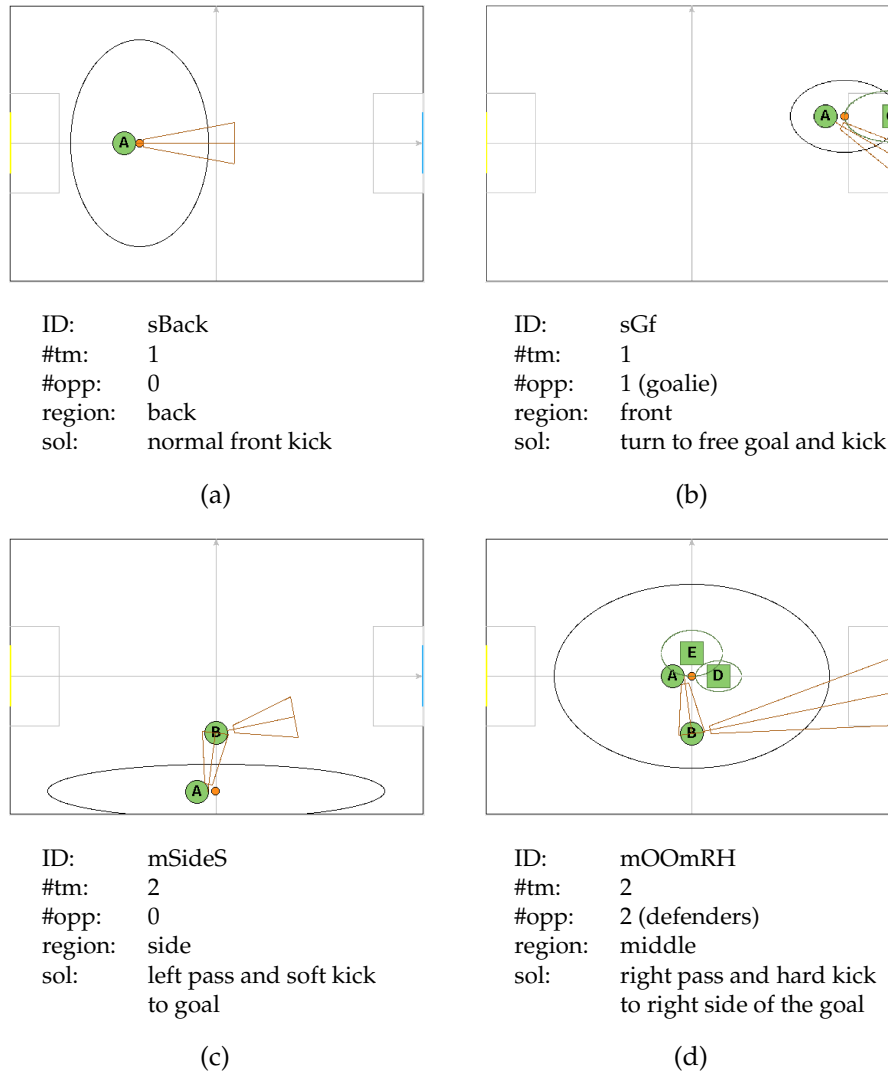 A
A
ID: sBack
#tm: 1
#opp: 0
region: back
sol: normal front kick
(a)
ID: sGf
#tm: 1
#opp: 1 (goalie)
region: front
sol: turn to free goal and kick
(b)
B
A
E
A
D
B
ID: mSideS
#tm: 2
#opp: 0
region: side
sol: left pass and soft kick
to goal
(c)
ID: mOOmRH
#tm: 2
#opp: 2 (defenders)
region: middle
sol: right pass and hard kick
to right side of the goal
(d)